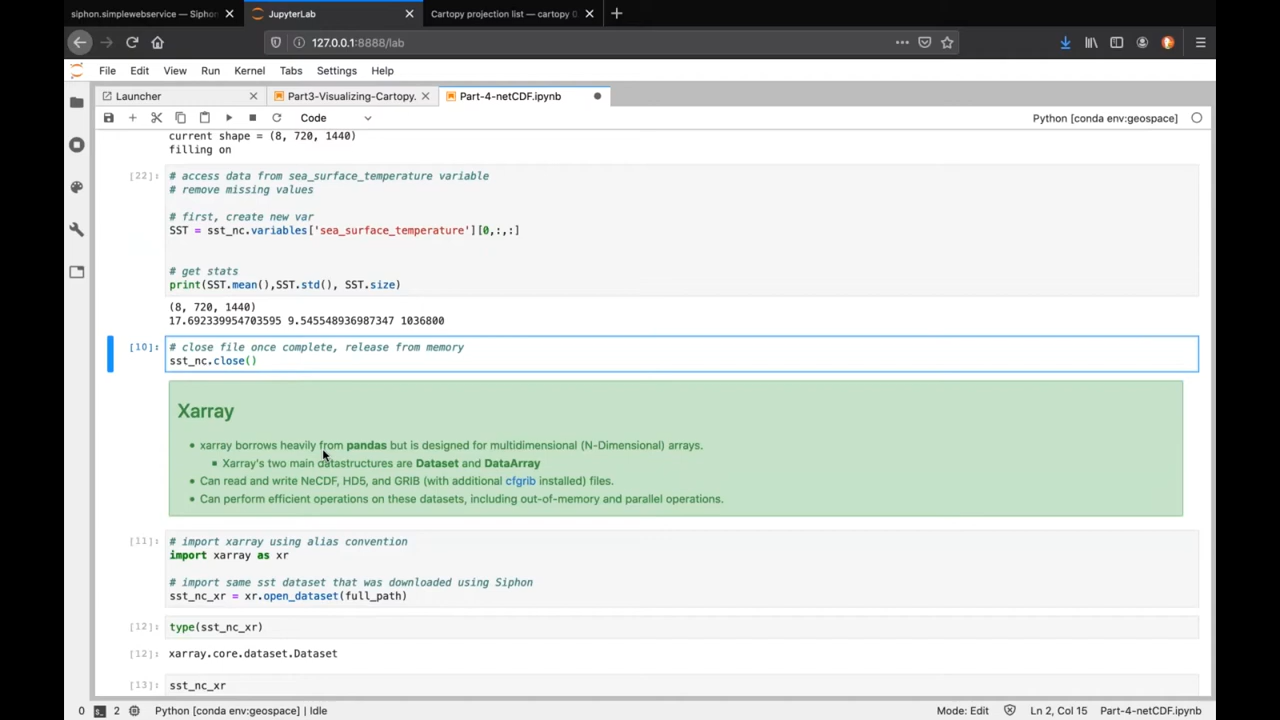 siphon.simplewebservice — Siphon
JupyterLab
Cartopy projection list — cartopy 0
127.0.0.1:8888/lab
File Edit View Run Kernel Tabs Settings Help
Launcher
Part3-Visualizing-Cartopy.
Part-4-netCDF.ipynb
Code
Python [conda env:geospace]
current shape = (8, 720, 1440)
filling on
[22]:
# access data from sea_surface_temperature variable
# remove missing values
# first, create new var
SST = sst_nc.variables['sea_surface_temperature'][0,:,:]
# get stats
print(SST.mean(),SST.std(), SST.size)
(8, 720, 1440)
17.692339954703595 9.545548936987347 1036800
[10]:
# close file once complete, release from memory
sst_nc.close()
Xarray
• xarray borrows heavily from pandas but is designed for multidimensional (N-Dimensional) arrays.
▪ Xarray's two main datastructures are Dataset and DataArray
• Can read and write NeCDF, HD5, and GRIB (with additional cfgrib installed) files.
• Can perform efficient operations on these datasets, including out-of-memory and parallel operations.
[11]:
# import xarray using alias convention
import xarray as xr
# import same sst dataset that was downloaded using Siphon
sst_nc_xr = xr.open_dataset(full_path)
[12]: type(sst_nc_xr)
[12]: xarray.core.dataset.Dataset
[13]: sst_nc_xr
0 2 Python [conda env:geospace] | Idle
Mode: Edit Ln 2, Col 15 Part-4-netCDF.ipynb